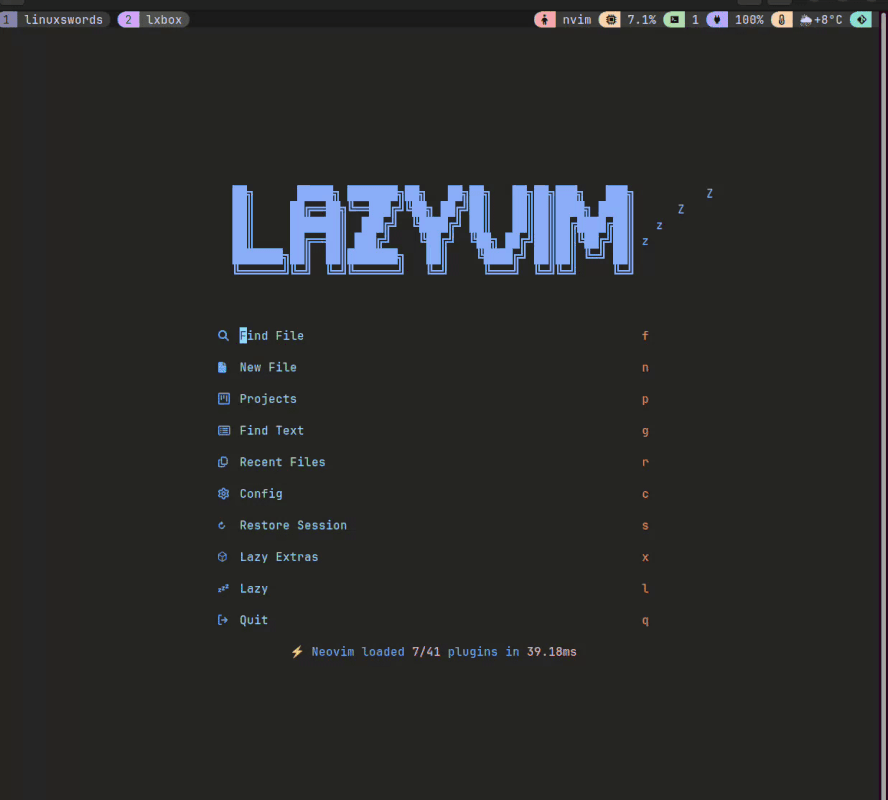 1 linuxswords 2 lxbox nvim 7.1% 1 100% +8°C
LAZYVIM Z
Z
z
z
Find File f
New File n
Projects p
Find Text g
Recent Files r
Config c
Restore Session s
Lazy Extras x
Lazy l
Quit q
⚡ Neovim loaded 7/41 plugins in 39.18ms